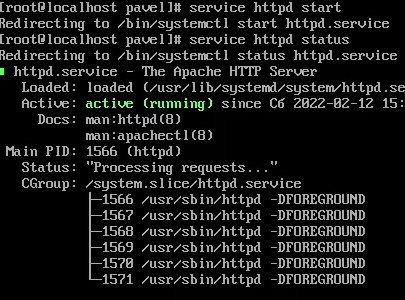 [root@localhost pavel]# service httpd start
Redirecting to /bin/systemctl start httpd.service
[root@localhost pavel]# service httpd status
Redirecting to /bin/systemctl status httpd.service
httpd.service - The Apache HTTP Server
Loaded: loaded (/usr/lib/systemd/system/httpd.se
Active: active (running) since Сб 2022-02-12 15:
Docs: man:httpd(8)
man:apachectl(8)
Main PID: 1566 (httpd)
Status: "Processing requests..."
CGroup: /system.slice/httpd.service
├─1566 /usr/sbin/httpd -DFOREGROUND
├─1567 /usr/sbin/httpd -DFOREGROUND
├─1568 /usr/sbin/httpd -DFOREGROUND
├─1569 /usr/sbin/httpd -DFOREGROUND
├─1570 /usr/sbin/httpd -DFOREGROUND
└─1571 /usr/sbin/httpd -DFOREGROUND